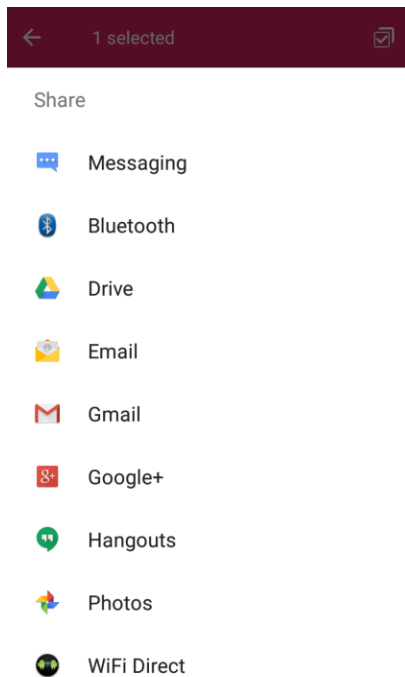 1 selected
Share
Messaging
Bluetooth
Drive
Email
Gmail
Google+
Hangouts
Photos
WiFi Direct